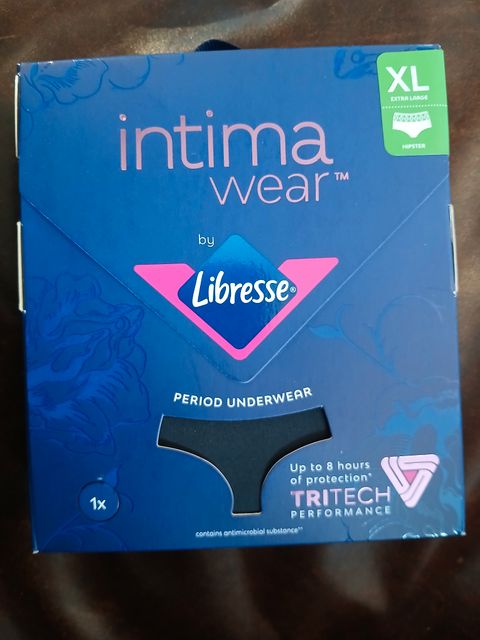 XL
EXTRA LARGE
HIPSTER
intima
wear™
by
Libresse®
PERIOD UNDERWEAR
Up to 8 hours
of protection*
TRITECH
PERFORMANCE
1x
contains antimicrobial substance**